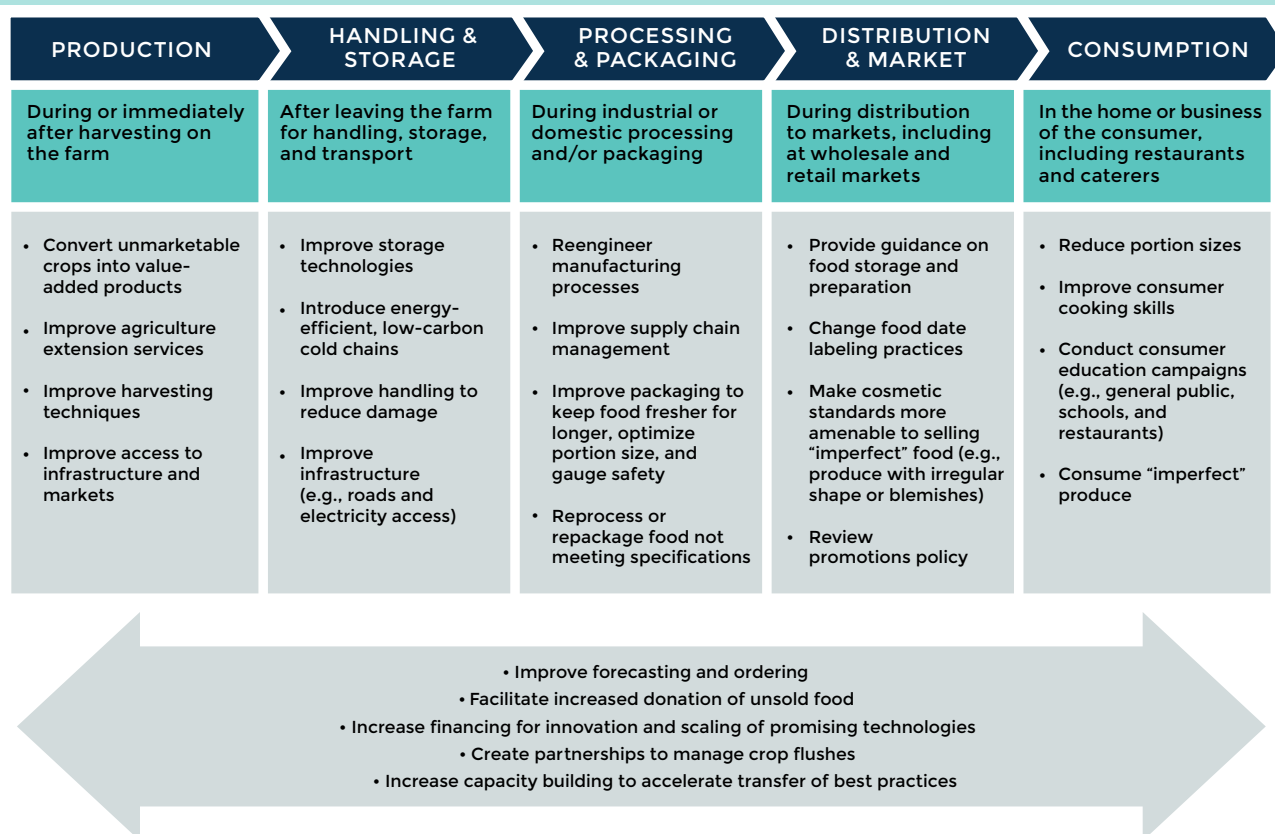 PRODUCTION
HANDLING &
STORAGE
PROCESSING
& PACKAGING
DISTRIBUTION
& MARKET
CONSUMPTION
During or immediately
after harvesting on
the farm
After leaving the farm
for handling, storage,
and transport
During industrial or
domestic processing
and/or packaging
During distribution
to markets, including
at wholesale and
retail markets
In the home or business
of the consumer,
including restaurants
and caterers
• Convert unmarketable
crops into value-
added products
• Improve agriculture
extension services
• Improve harvesting
techniques
• Improve access to
infrastructure and
markets
• Improve storage
technologies
• Introduce energy-
efficient, low-carbon
cold chains
• Improve handling to
reduce damage
• Improve
infrastructure
(e.g., roads and
electricity access)
• Reengineer
manufacturing
processes
• Improve supply chain
management
• Improve packaging to
keep food fresher for
longer, optimize
portion size, and
gauge safety
• Reprocess or
repackage food not
meeting specifications
• Provide guidance on
food storage and
preparation
• Change food date
labeling practices
• Make cosmetic
standards more
amenable to selling
“imperfect” food (e.g.,
produce with irregular
shape or blemishes)
• Review
promotions policy
• Reduce portion sizes
• Improve consumer
cooking skills
• Conduct consumer
education campaigns
(e.g., general public,
schools, and
restaurants)
• Consume “imperfect”
produce
• Improve forecasting and ordering
• Facilitate increased donation of unsold food
• Increase financing for innovation and scaling of promising technologies
• Create partnerships to manage crop flushes
• Increase capacity building to accelerate transfer of best practices